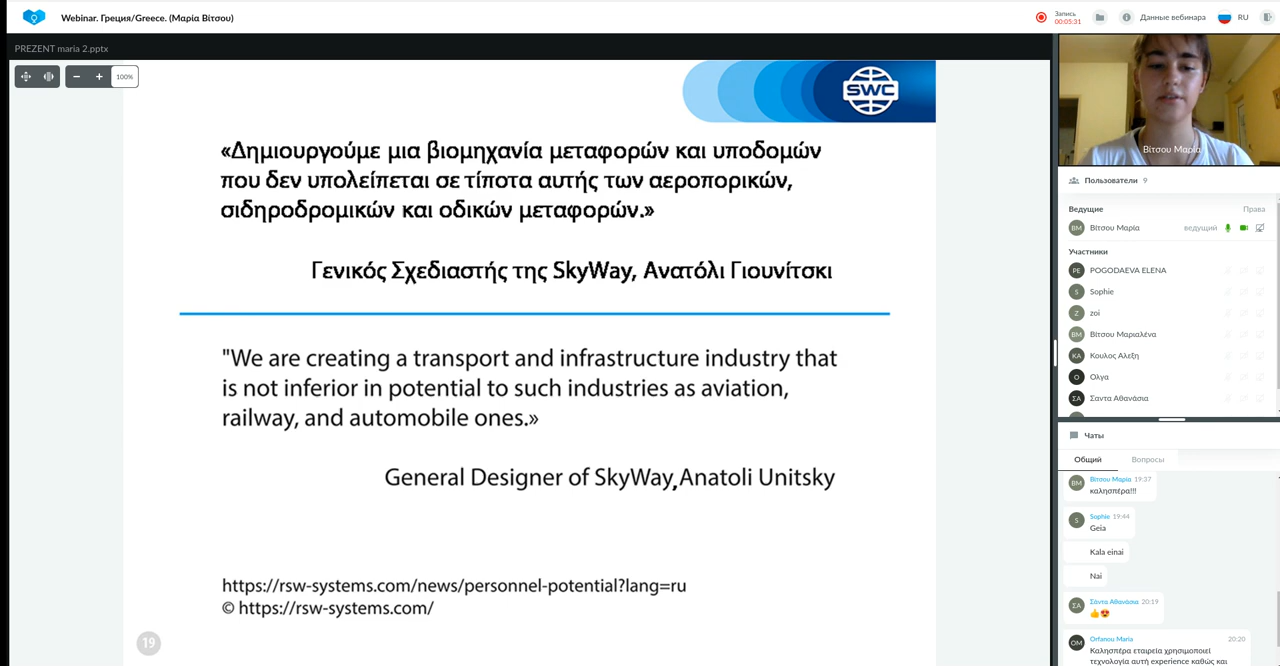 Webinar. Греция/Greece. (Μαρία Βίτσου)
Запись
00:05:31
Данные вебинара
RU
PREZENT maria 2.pptx
100%
SWC
«Δημιουργούμε μια βιομηχανία μεταφορών και υποδομών
που δεν υπολείπεται σε τίποτα αυτής των αεροπορικών,
σιδηροδρομικών και οδικών μεταφορών.»
Γενικός Σχεδιαστής της SkyWay, Ανατόλι Γιουνίτσκι
"We are creating a transport and infrastructure industry that
is not inferior in potential to such industries as aviation,
railway, and automobile ones.»
General Designer of SkyWay,Anatoli Unitsky
https://rsw-systems.com/news/personnel-potential?lang=ru
© https://rsw-systems.com/
19
Βίτσου Μαρία
Пользователи 9
Ведущие
Права
ΒΜ Βίτσου Μαρία ведущий
Участники
PE POGODAEVA ELENA
S Sophie
Z zoi
ΒΜ Βίτσου Μαριαλένα
ΚΑ Κουλος Αλεξη
О Олга
ΣΑ Σαντα Αθανάσια
Чаты
Общий
Вопросы
ΒΜ Βίτσου Μαρία 19:37
καλησπέρα!!!
S Sophie 19:44
Geia
Kala einai
Nai
ΣΑ Σάντα Αθανάσια 20:19
👍😍
OM Orfanou Maria 20:20
Καλησπέρα εταιρεία χρησιμοποιεί
τεχνολογία αυτή experience καθώς και